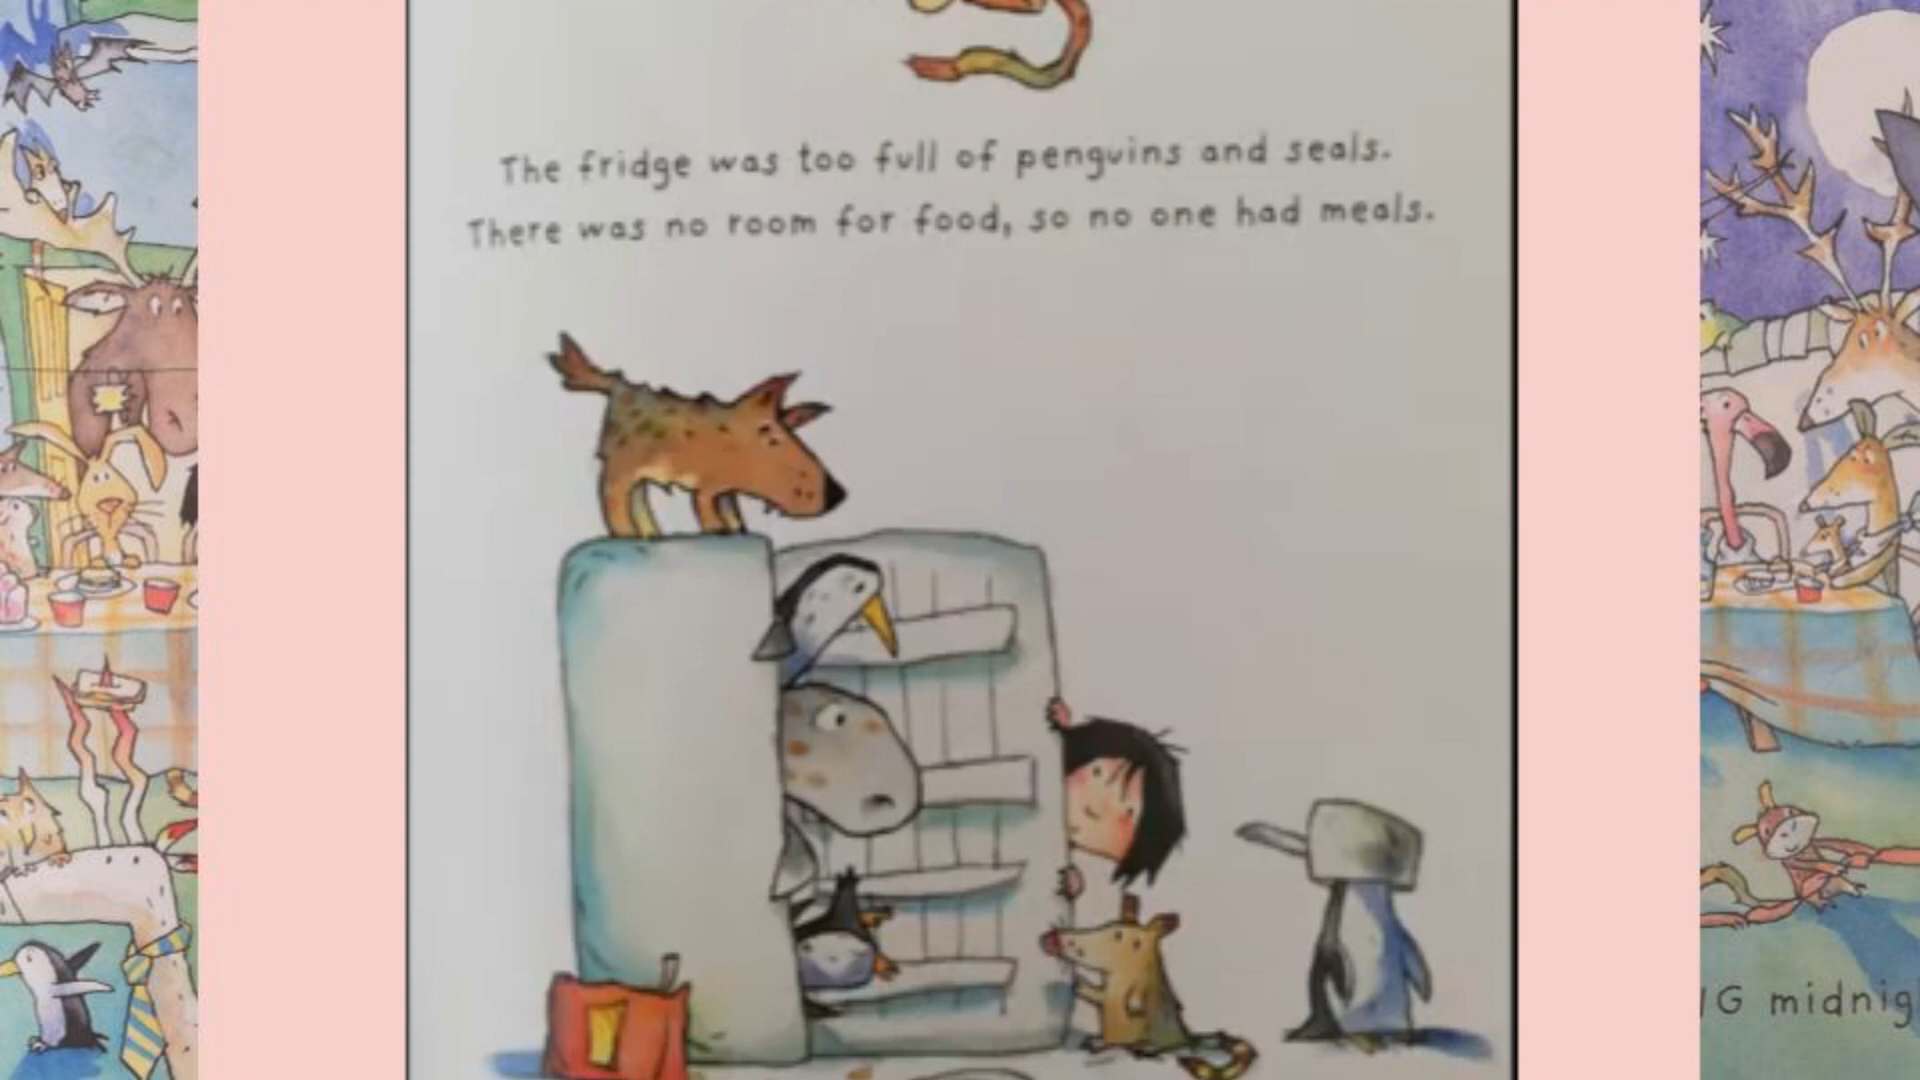 The fridge was too full of penguins and seals.
There was no room for food, so no one had meals.
G midnig